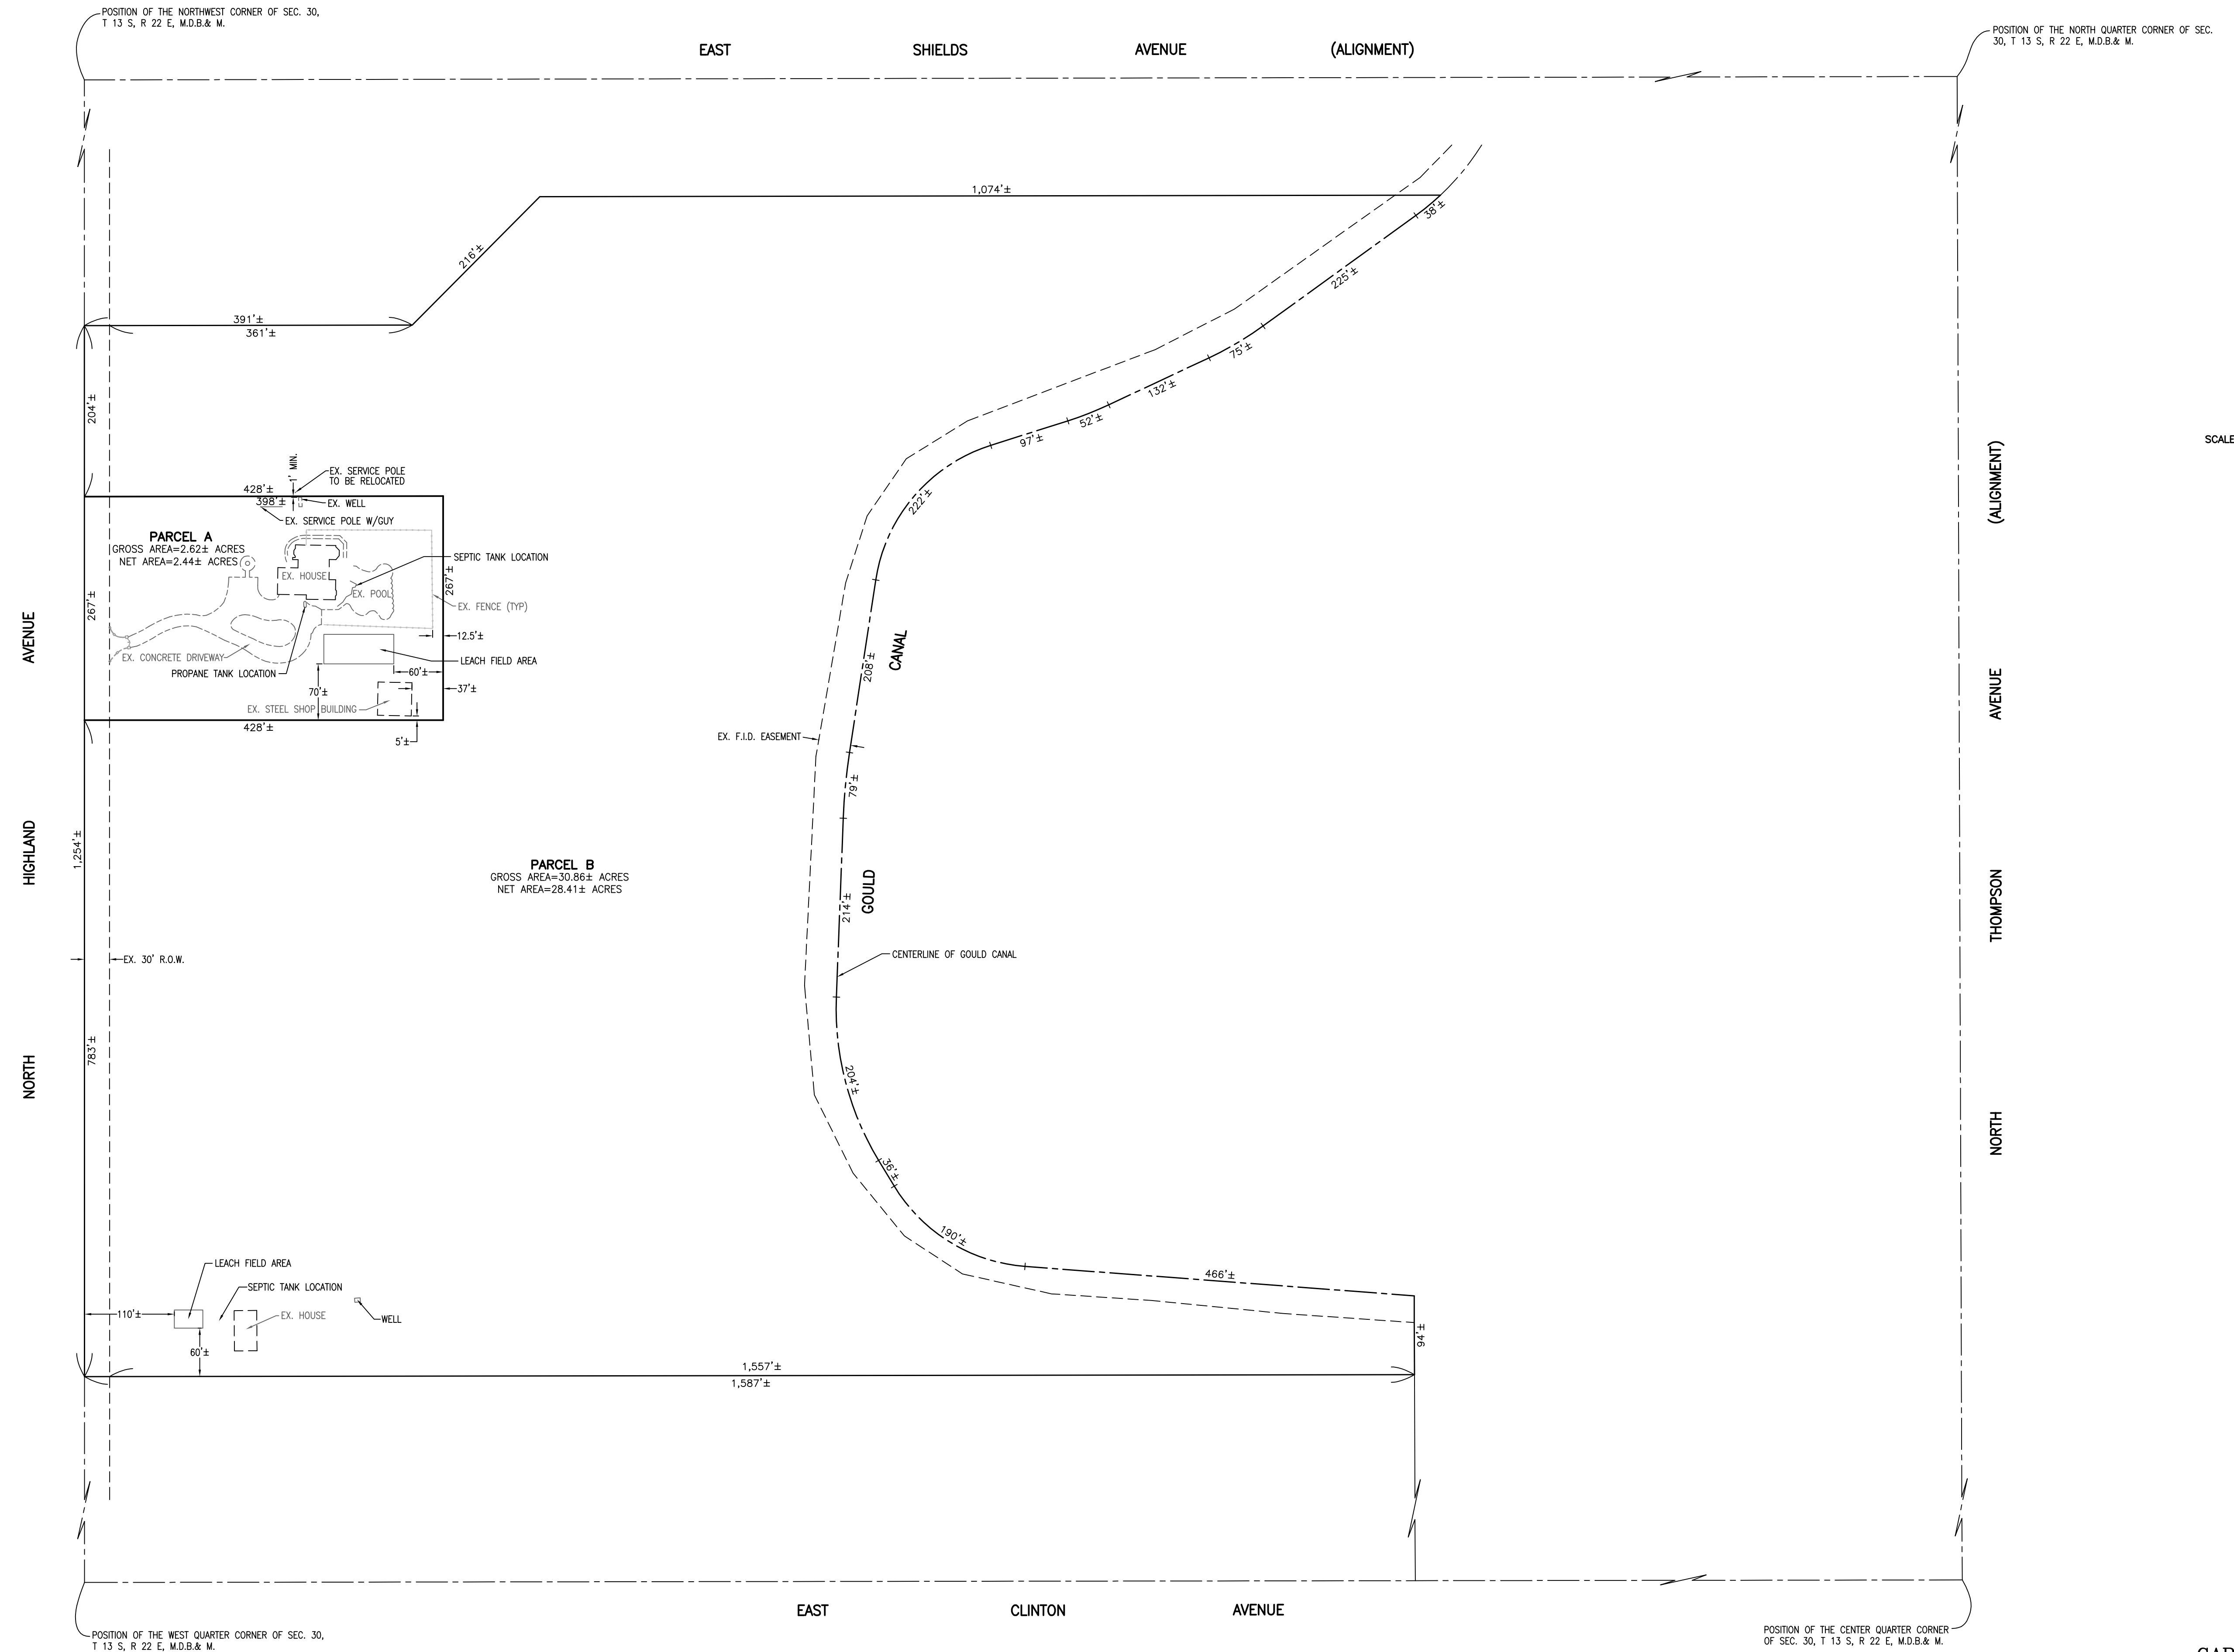 POSITION OF THE NORTHWEST CORNER OF SEC. 30,
T 13 S, R 22 E, M.D.B.& M.
EAST SHIELDS AVENUE (ALIGNMENT)
POSITION OF THE NORTH QUARTER CORNER OF SEC.
30, T 13 S, R 22 E, M.D.B.& M.
1,074'±
38'±
216'±
225'±
391'±
361'±
75'±
132'±
204'±
52'±
97'±
SCALE
(ALIGNMENT)
1' MIN.
EX. SERVICE POLE
TO BE RELOCATED
428'±
398'±
EX. WELL
222'±
EX. SERVICE POLE W/GUY
PARCEL A
GROSS AREA=2.62± ACRES
NET AREA=2.44± ACRES
SEPTIC TANK LOCATION
EX. HOUSE
267'±
EX. POOL
267'±
EX. FENCE (TYP)
12.5'±
AVENUE
CANAL
EX. CONCRETE DRIVEWAY
LEACH FIELD AREA
208'±
PROPANE TANK LOCATION
60'±
70'±
37'±
AVENUE
EX. STEEL SHOP BUILDING
428'±
5'±
EX. F.I.D. EASEMENT
79'±
1,254'±
HIGHLAND
PARCEL B
GROSS AREA=30.86± ACRES
NET AREA=28.41± ACRES
GOULD
214'±
THOMPSON
CENTERLINE OF GOULD CANAL
EX. 30' R.O.W.
783'±
NORTH
204'±
NORTH
36'±
190'±
LEACH FIELD AREA
466'±
SEPTIC TANK LOCATION
110'±
EX. HOUSE
WELL
94'±
60'±
1,557'±
1,587'±
EAST CLINTON AVENUE
POSITION OF THE WEST QUARTER CORNER OF SEC. 30,
T 13 S, R 22 E, M.D.B.& M.
POSITION OF THE CENTER QUARTER CORNER
OF SEC. 30, T 13 S, R 22 E, M.D.B.& M.